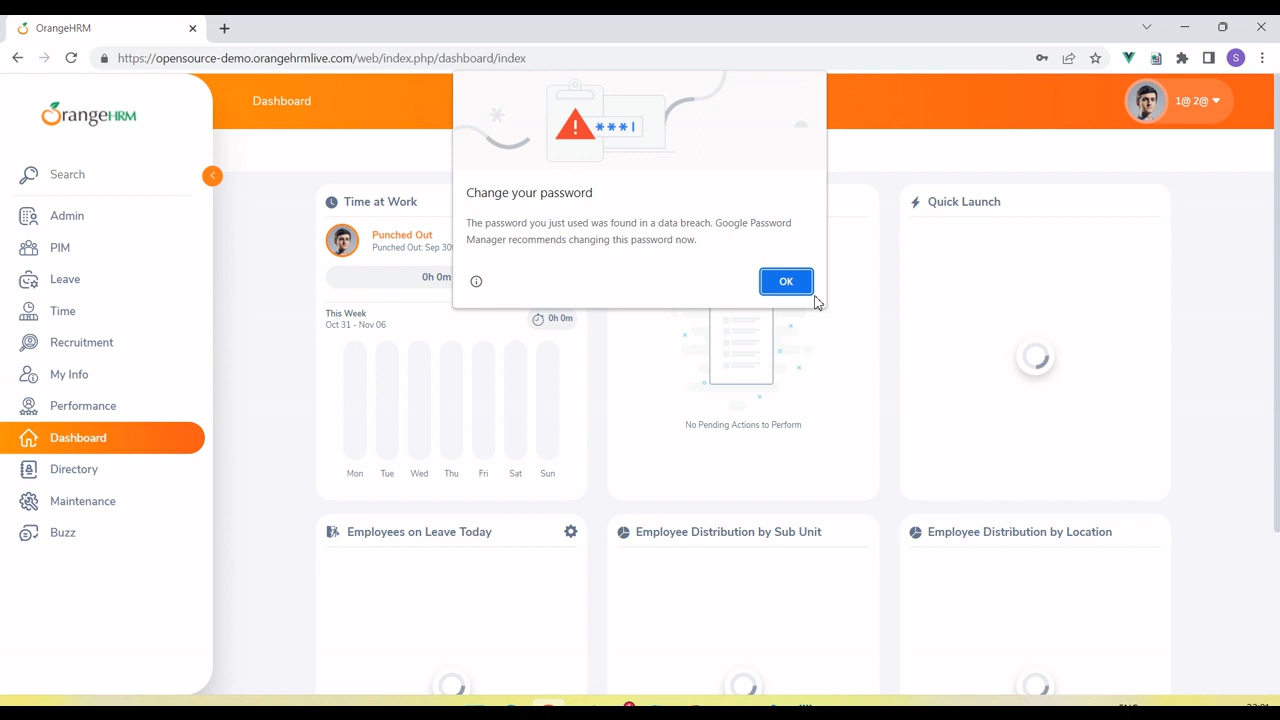 OrangeHRM
https://opensource-demo.orangehrmlive.com/web/index.php/dashboard/index
S
OrangeHRM
Dashboard
1@ 2@
Search
Admin
PIM
Leave
Time
Recruitment
My Info
Performance
Dashboard
Directory
Maintenance
Buzz
***|
Change your password
The password you just used was found in a data breach. Google Password
Manager recommends changing this password now.
OK
Time at Work
Punched Out
Punched Out: Sep 30t
0h 0m
This Week
Oct 31 - Nov 06
0h 0m
Mon Tue Wed Thu Fri Sat Sun
No Pending Actions to Perform
Quick Launch
Employees on Leave Today
Employee Distribution by Sub Unit
Employee Distribution by Location